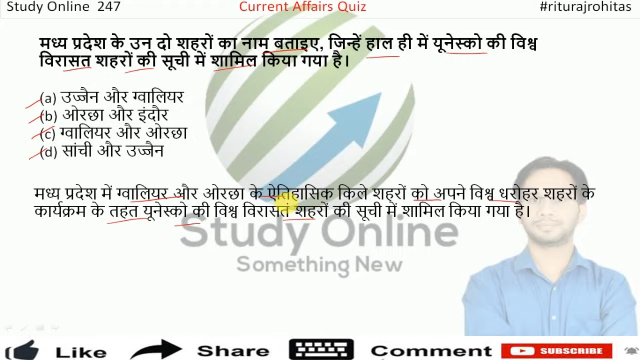 Study Online 247
Current Affairs Quiz
#riturajrohitas
मध्य प्रदेश के उन दो शहरों का नाम बताइए, जिन्हें हाल ही में यूनेस्को की विश्व
विरासत शहरों की सूची में शामिल किया गया है।
(a) उज्जैन और ग्वालियर
(b) ओरछा और इंदौर
(c) ग्वालियर और ओरछा
(d) सांची और उज्जैन
मध्य प्रदेश में ग्वालियर और ओरछा के ऐतिहासिक किले शहरों को अपने विश्व धरोहर शहरों के
कार्यक्रम के तहत यूनेस्को की विश्व विरासत शहरों की सूची में शामिल किया गया है।
Study Online
Something New
Like
Share
Comment
SUBSCRIBE